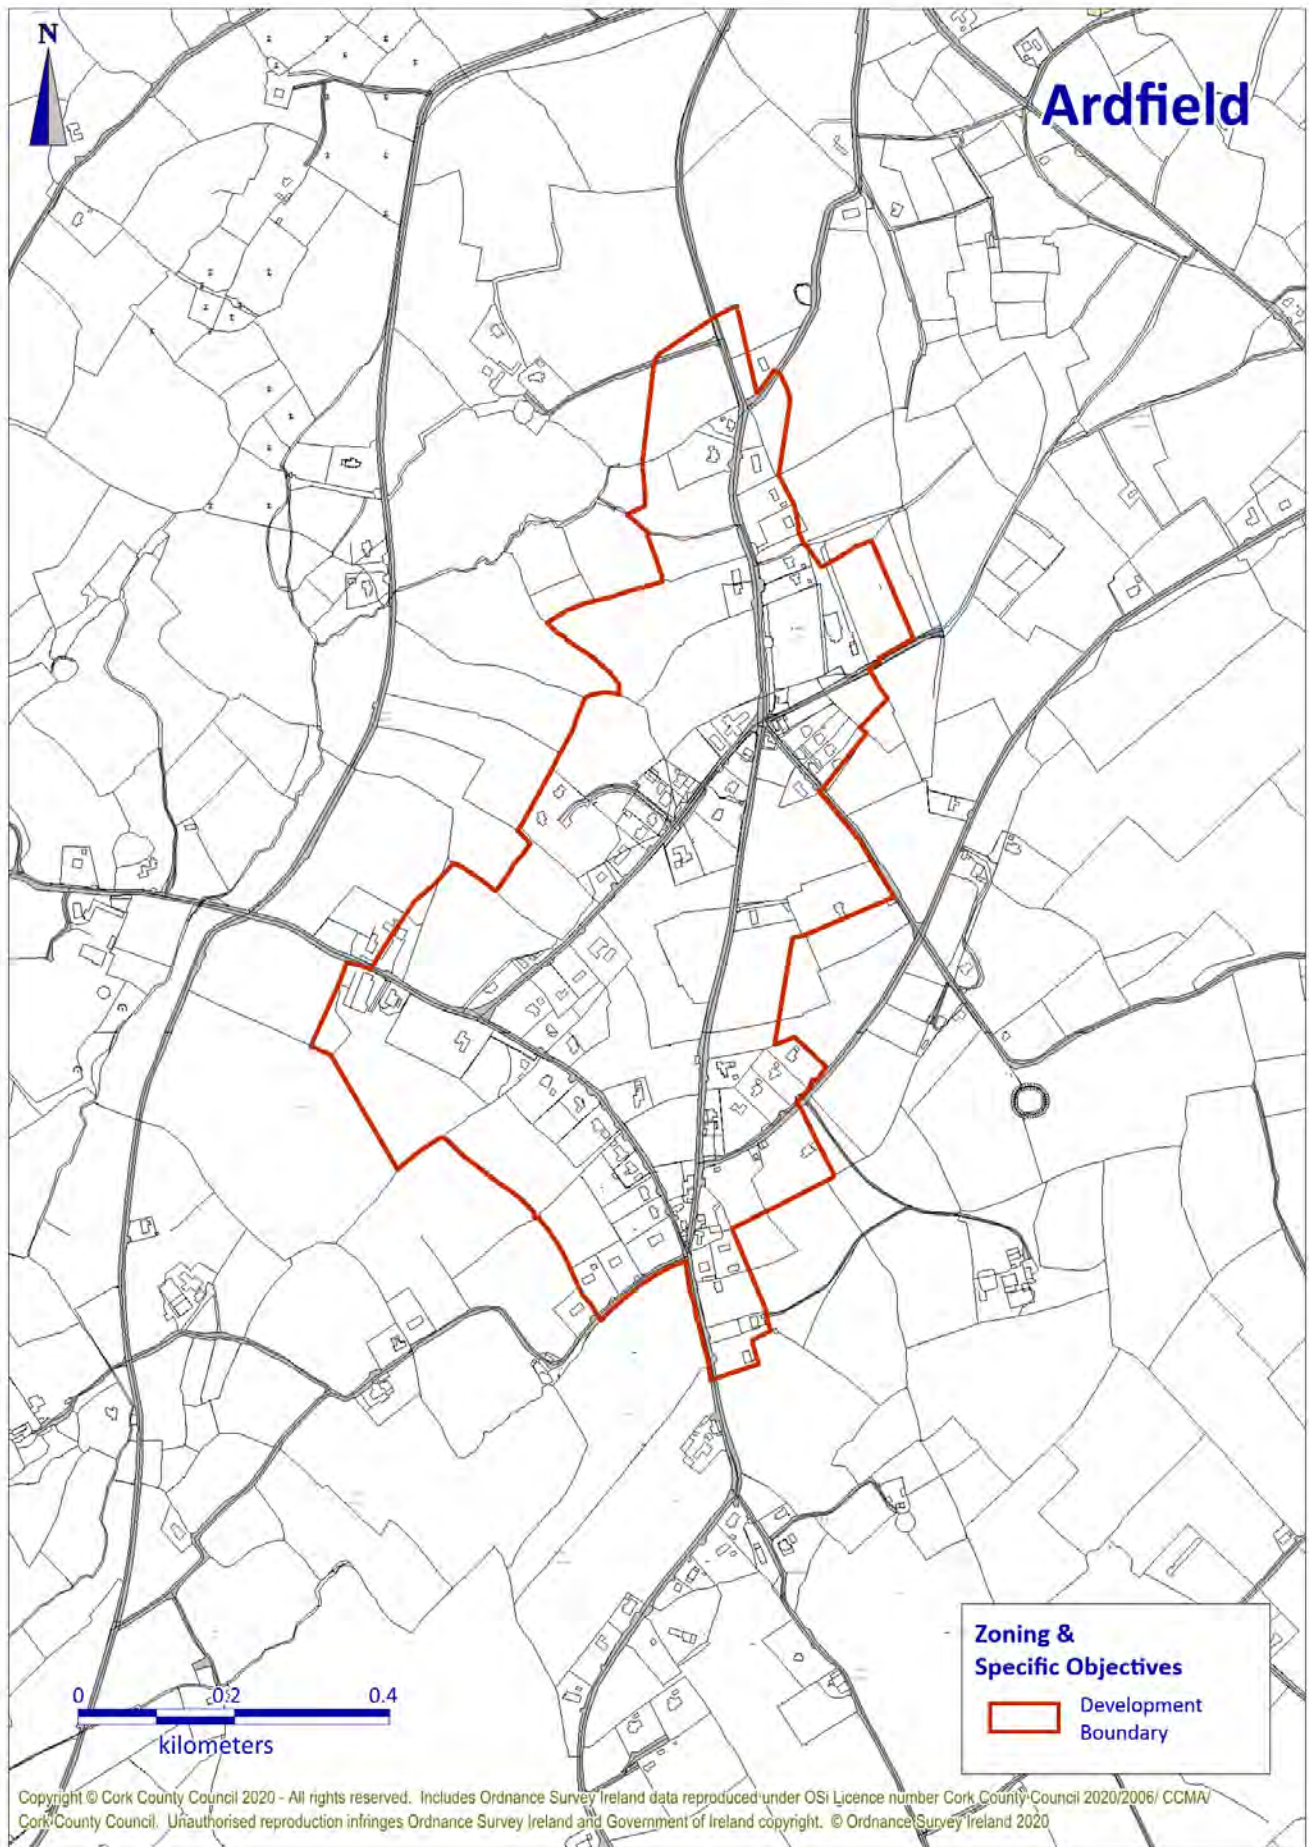 N
Ardfield
Zoning &
Specific Objectives
Development
Boundary
0 0.2 0.4
kilometers
Copyright © Cork County Council 2020 - All rights reserved. Includes Ordnance Survey Ireland data reproduced under OSi Licence number Cork County Council 2020/2006/ CCMA/
Cork County Council. Unauthorised reproduction infringes Ordnance Survey Ireland and Government of Ireland copyright. © Ordnance Survey Ireland 2020